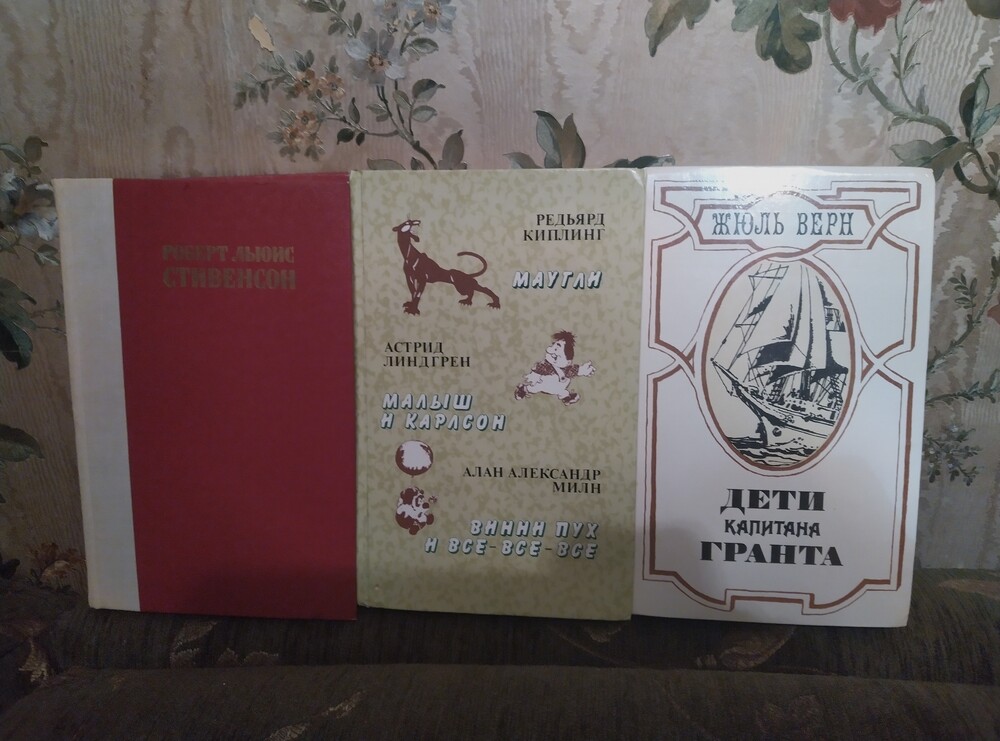 РОБЕРТ ЛЬЮИС
СТИВЕНСОН
РЕДЬЯРД
КИПЛИНГ
МАУГЛИ
АСТРИД
ЛИНДГРЕН
МАЛЫШ
И КАРЛСОН
АЛАН АЛЕКСАНДР
МИЛН
ВИННИ ПУХ
И ВСЕ-ВСЕ-ВСЕ
ЖЮЛЬ ВЕРН
ДЕТИ
КАПИТАНА
ГРАНТА